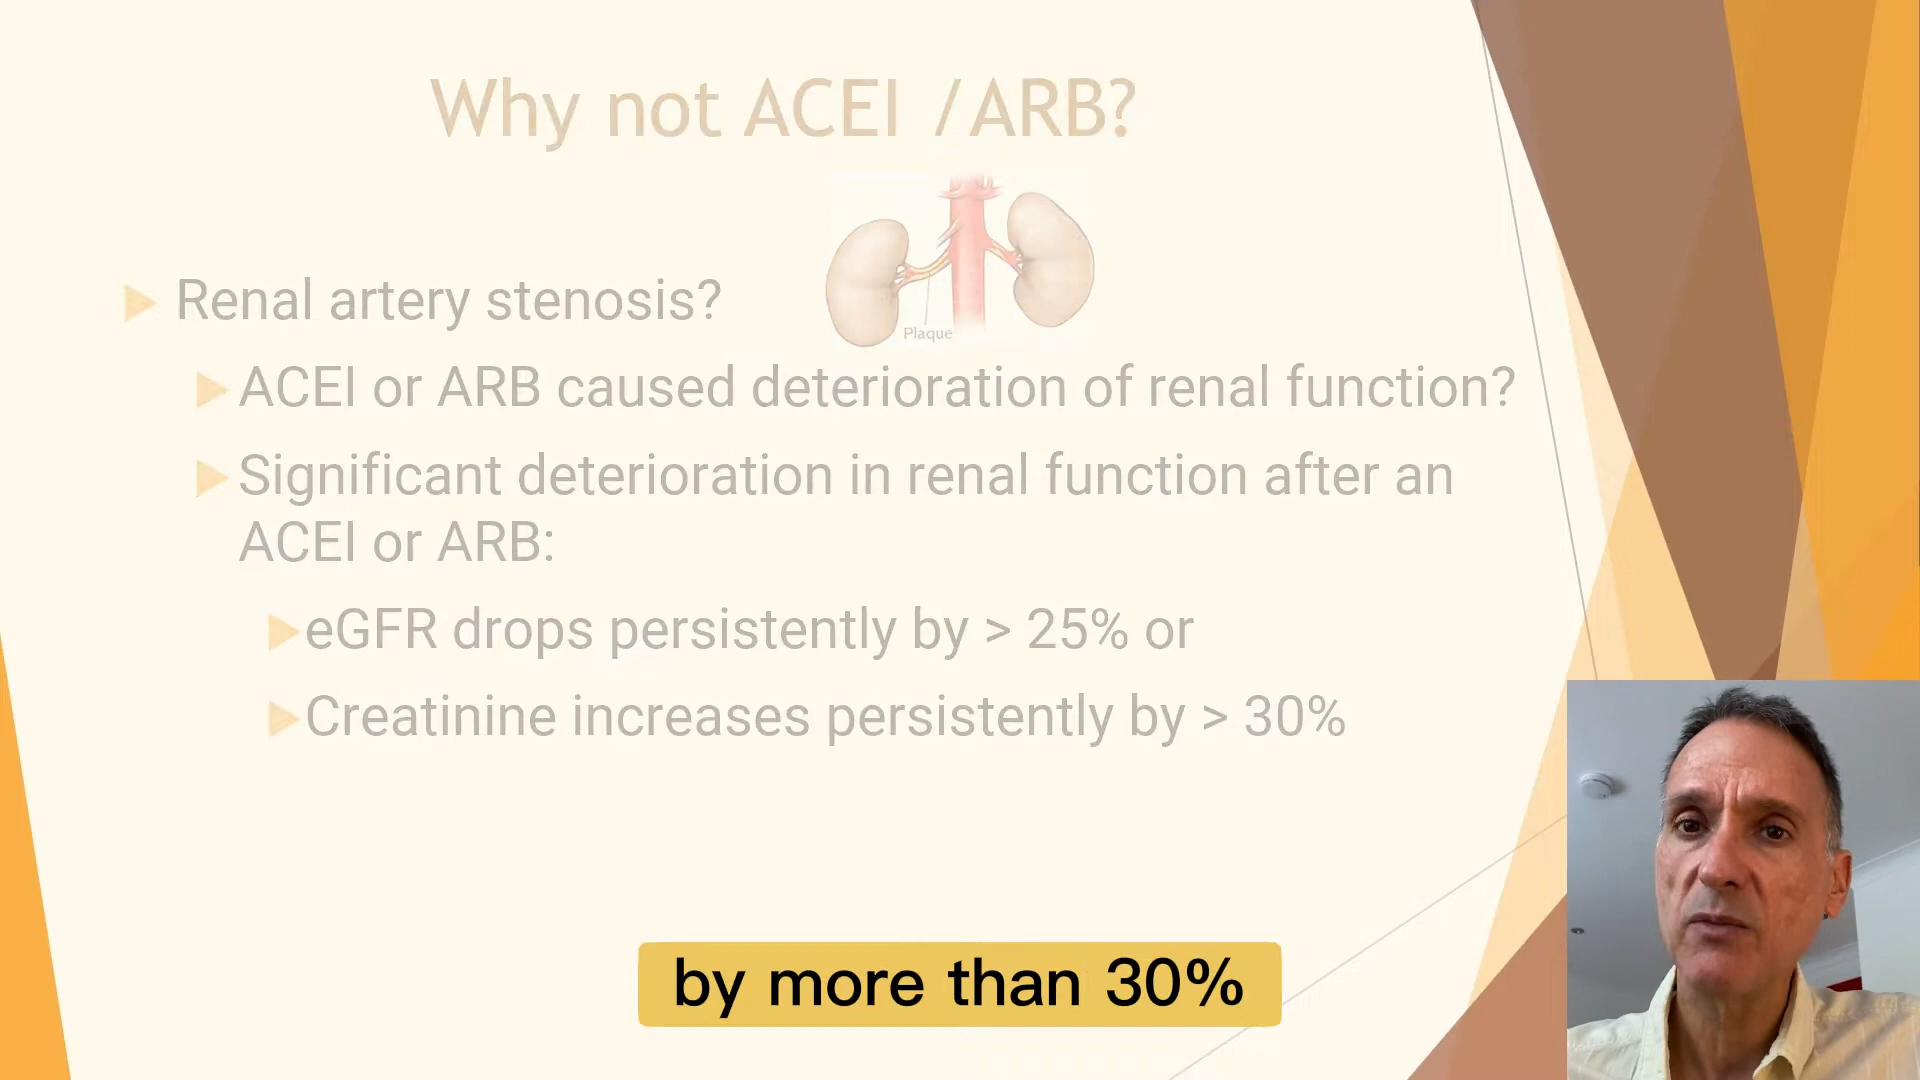 Why not ACEI /ARB?
Renal artery stenosis?
Plaque
ACEI or ARB caused deterioration of renal function?
Significant deterioration in renal function after an
ACEI or ARB:
eGFR drops persistently by > 25% or
Creatinine increases persistently by > 30%
by more than 30%